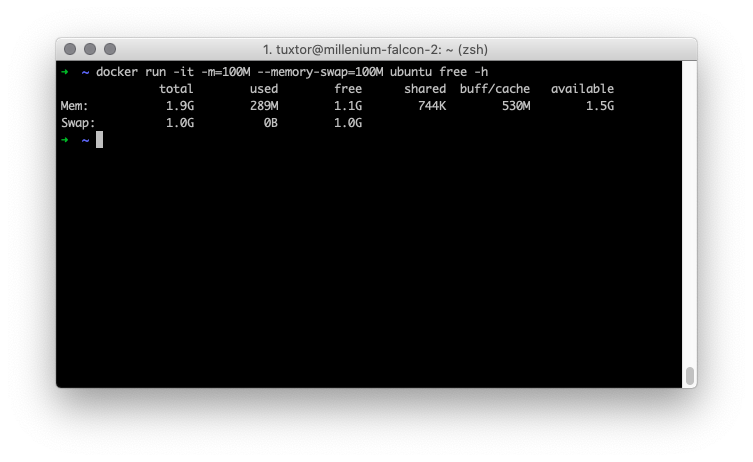 1. tuxtor@millenium-falcon-2: ~ (zsh)
➜ ~ docker run -it -m=100M --memory-swap=100M ubuntu free -h
total used free shared buff/cache available
Mem: 1.9G 289M 1.1G 744K 530M 1.5G
Swap: 1.0G 0B 1.0G
➜ ~